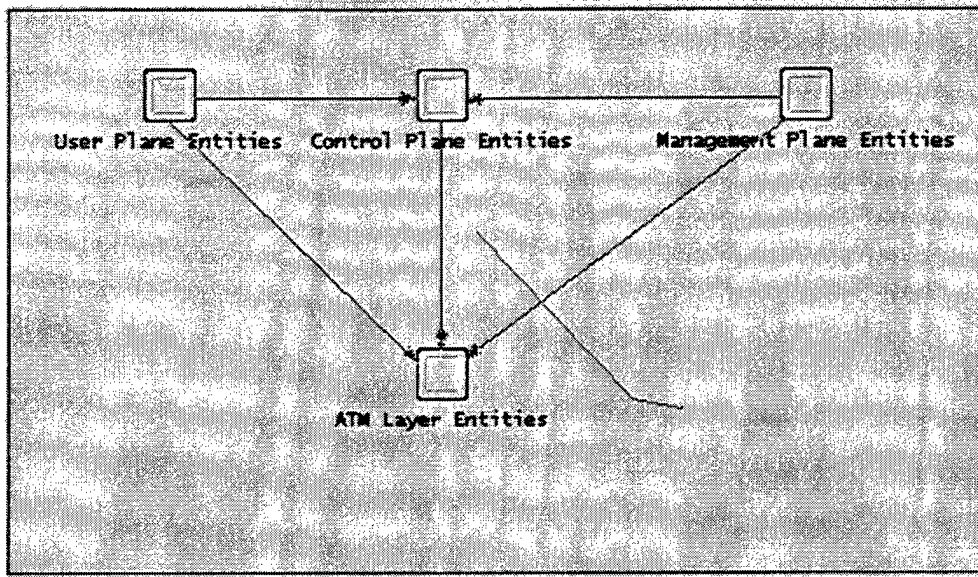 User Plane Entities
Control Plane Entities
Management Plane Entities
ATM Layer Entities